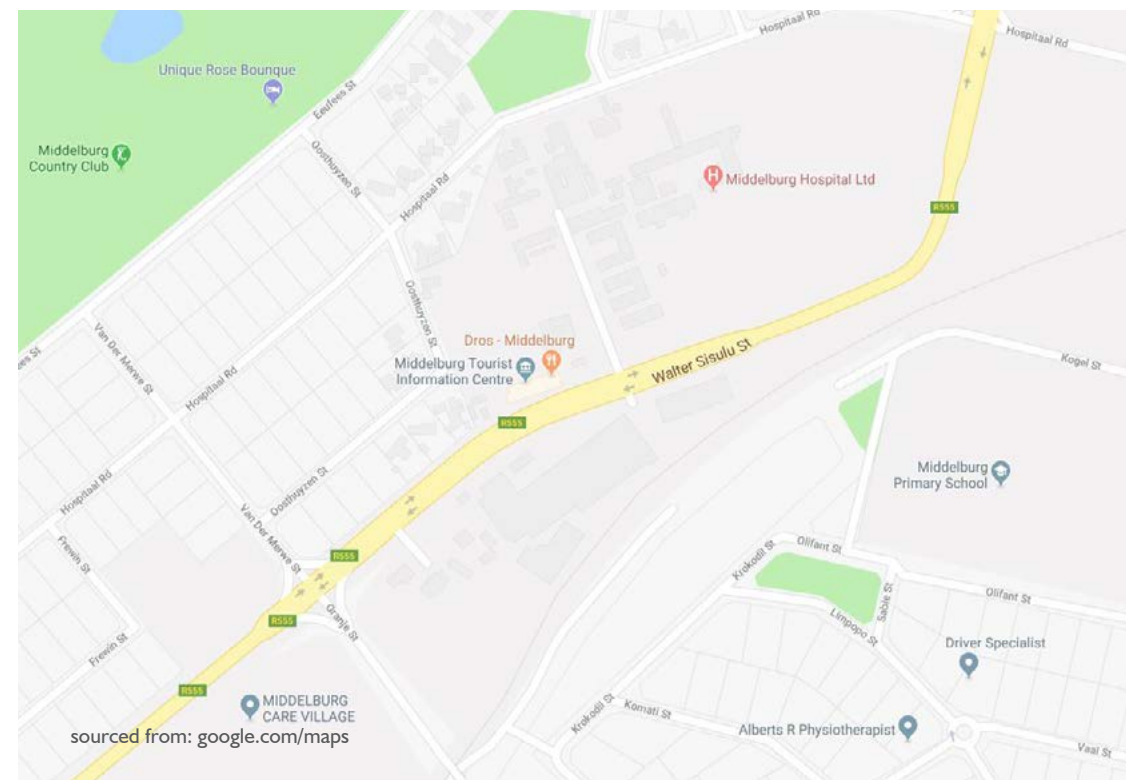 Hospitaal Rd
Hospitaal Rd
Unique Rose Bounque
Eeufees St
Middelburg
Country Club
Oosthuyzen St
Hospitaal Rd
Middelburg Hospital Ltd
R555
Oosthuyzen St
Dros - Middelburg
Middelburg Tourist
Information Centre
Walter Sisulu St
Van Der Merwe St
Eeufees St
Kogel St
Hospitaal Rd
R555
Middelburg
Primary School
Hospitaal Rd
Oosthuyzen St
Van Der Merwe St
Frewin St
R555
Krokodil St
Olifant St
Olifant St
Sable St
Limpopo St
Oranje St
R555
Frewin St
Driver Specialist
R555
MIDDELBURG
CARE VILLAGE
Krokodil St
Komati St
Alberts R Physiotherapist
Vaal St
sourced from: google.com/maps